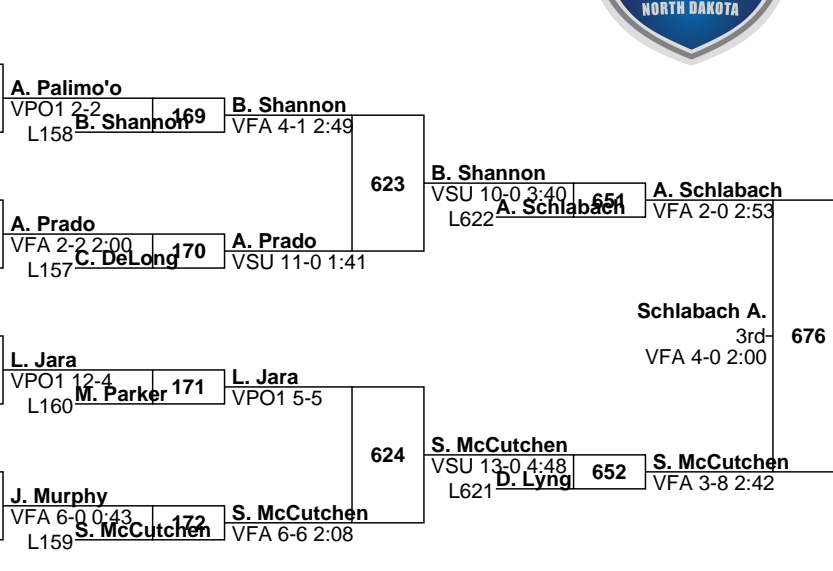 NORTH DAKOTA
A. Palimo'o
VPO1 2-2
L158
B. Shannon
169
B. Shannon
VFA 4-1 2:49
623
B. Shannon
VSU 10-0 3:40
L622
A. Schlabach
651
A. Schlabach
VFA 2-0 2:53
A. Prado
VFA 2-2 2:00
L157
C. DeLong
170
A. Prado
VSU 11-0 1:41
Schlabach A.
3rd
VFA 4-0 2:00
676
L. Jara
VPO1 12-4
L160
M. Parker
171
L. Jara
VPO1 5-5
624
S. McCutchen
VSU 13-0 4:48
L621
D. Lyng
652
S. McCutchen
VFA 3-8 2:42
J. Murphy
VFA 6-0 0:43
L159
S. McCutchen
172
S. McCutchen
VFA 6-6 2:08